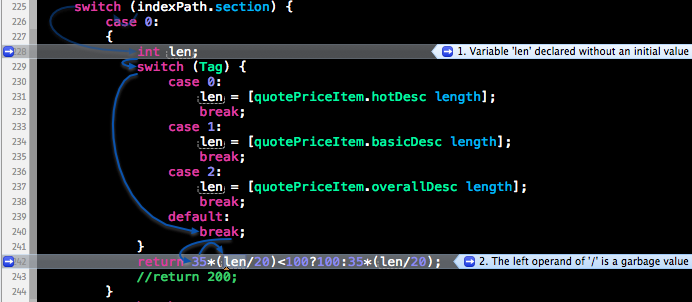 225 switch (indexPath.section) {
226 case 0:
227 {
228 int len; 1. Variable 'len' declared without an initial value
229 switch (Tag) {
230 case 0:
231 len = [quotePriceItem.hotDesc length];
232 break;
233 case 1:
234 len = [quotePriceItem.basicDesc length];
235 break;
236 case 2:
237 len = [quotePriceItem.overallDesc length];
238 break;
239 default:
240 break;
241 }
242 return 35*(len/20)<100?100:35*(len/20); 2. The left operand of '/' is a garbage value
243 //return 200;
244 }